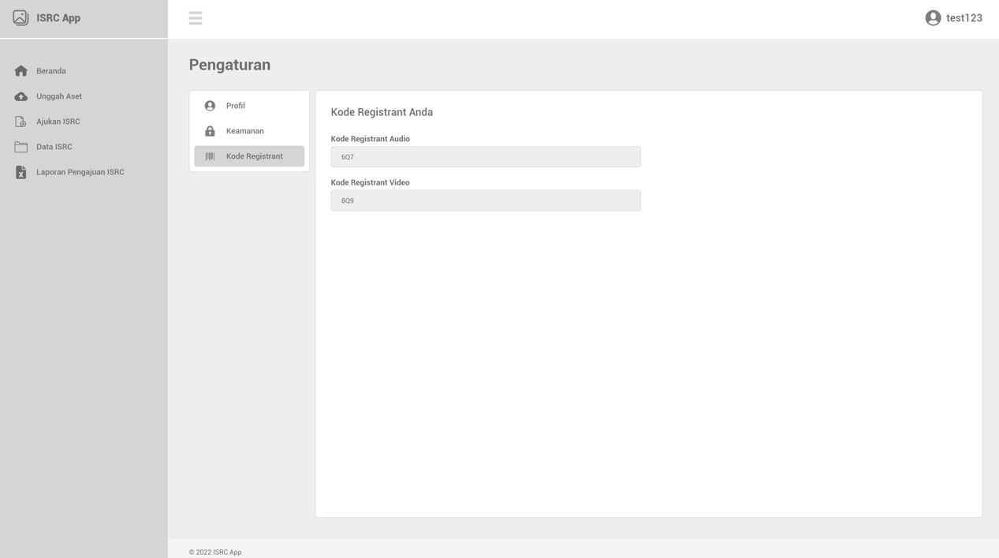 ISRC App
test123
Beranda
Unggah Aset
Ajukan ISRC
Data ISRC
Laporan Pengajuan ISRC
Pengaturan
Profil
Keamanan
Kode Registrant
Kode Registrant Anda
Kode Registrant Audio
6Q7
Kode Registrant Video
8Q9
© 2022 ISRC App